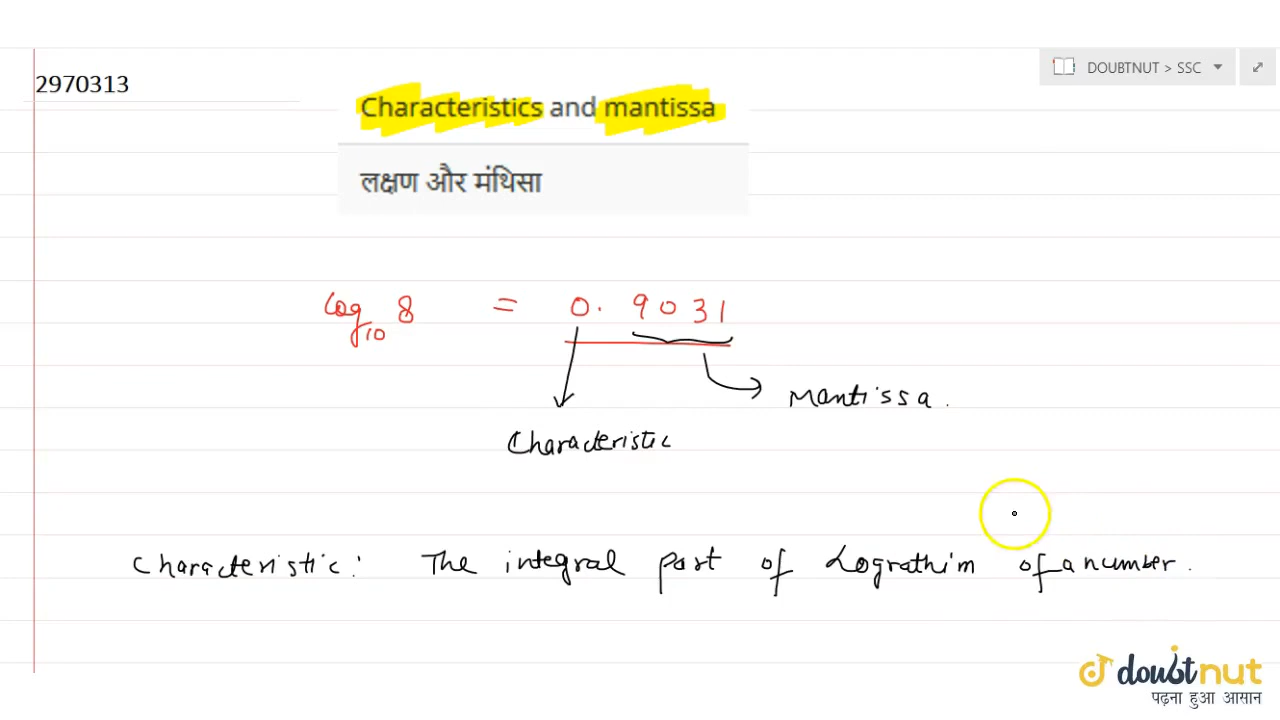 2970313
DOUBTNUT > SSC
Characteristics and mantissa
लक्षण और मंथिसा
log10 8 = 0.9031
Mantissa.
Characteristic
Characteristic: The integral part of Lograthim of a number.
doubtnut
पढ़ना हुआ आसान